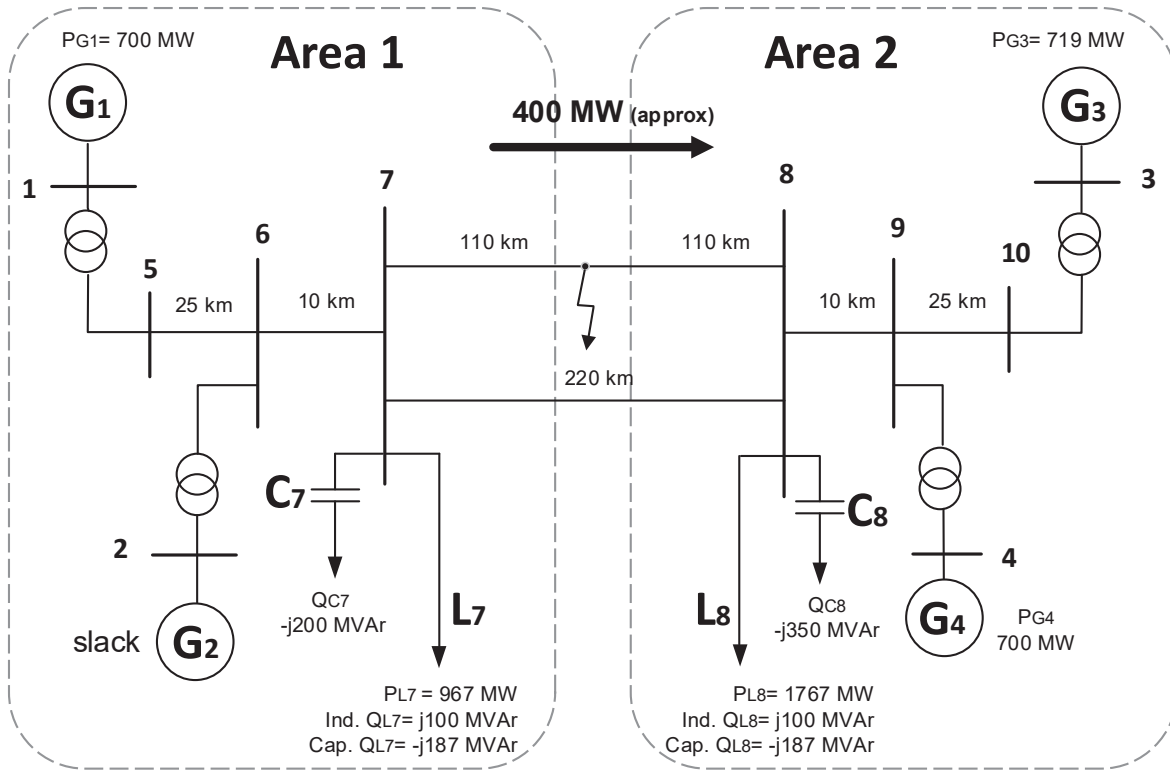 PG1= 700 MW
Area 1
Area 2
PG3= 719 MW
G1
400 MW (approx)
G3
1
7
8
3
5
6
9
10
25 km
10 km
110 km
110 km
10 km
25 km
220 km
2
C7
C8
4
slack
G2
QC7
-j200 MVAr
L7
L8
QC8
-j350 MVAr
G4
PG4
700 MW
PL7 = 967 MW
Ind. QL7= j100 MVAr
Cap. QL7= -j187 MVAr
PL8= 1767 MW
Ind. QL8= j100 MVAr
Cap. QL8= -j187 MVAr